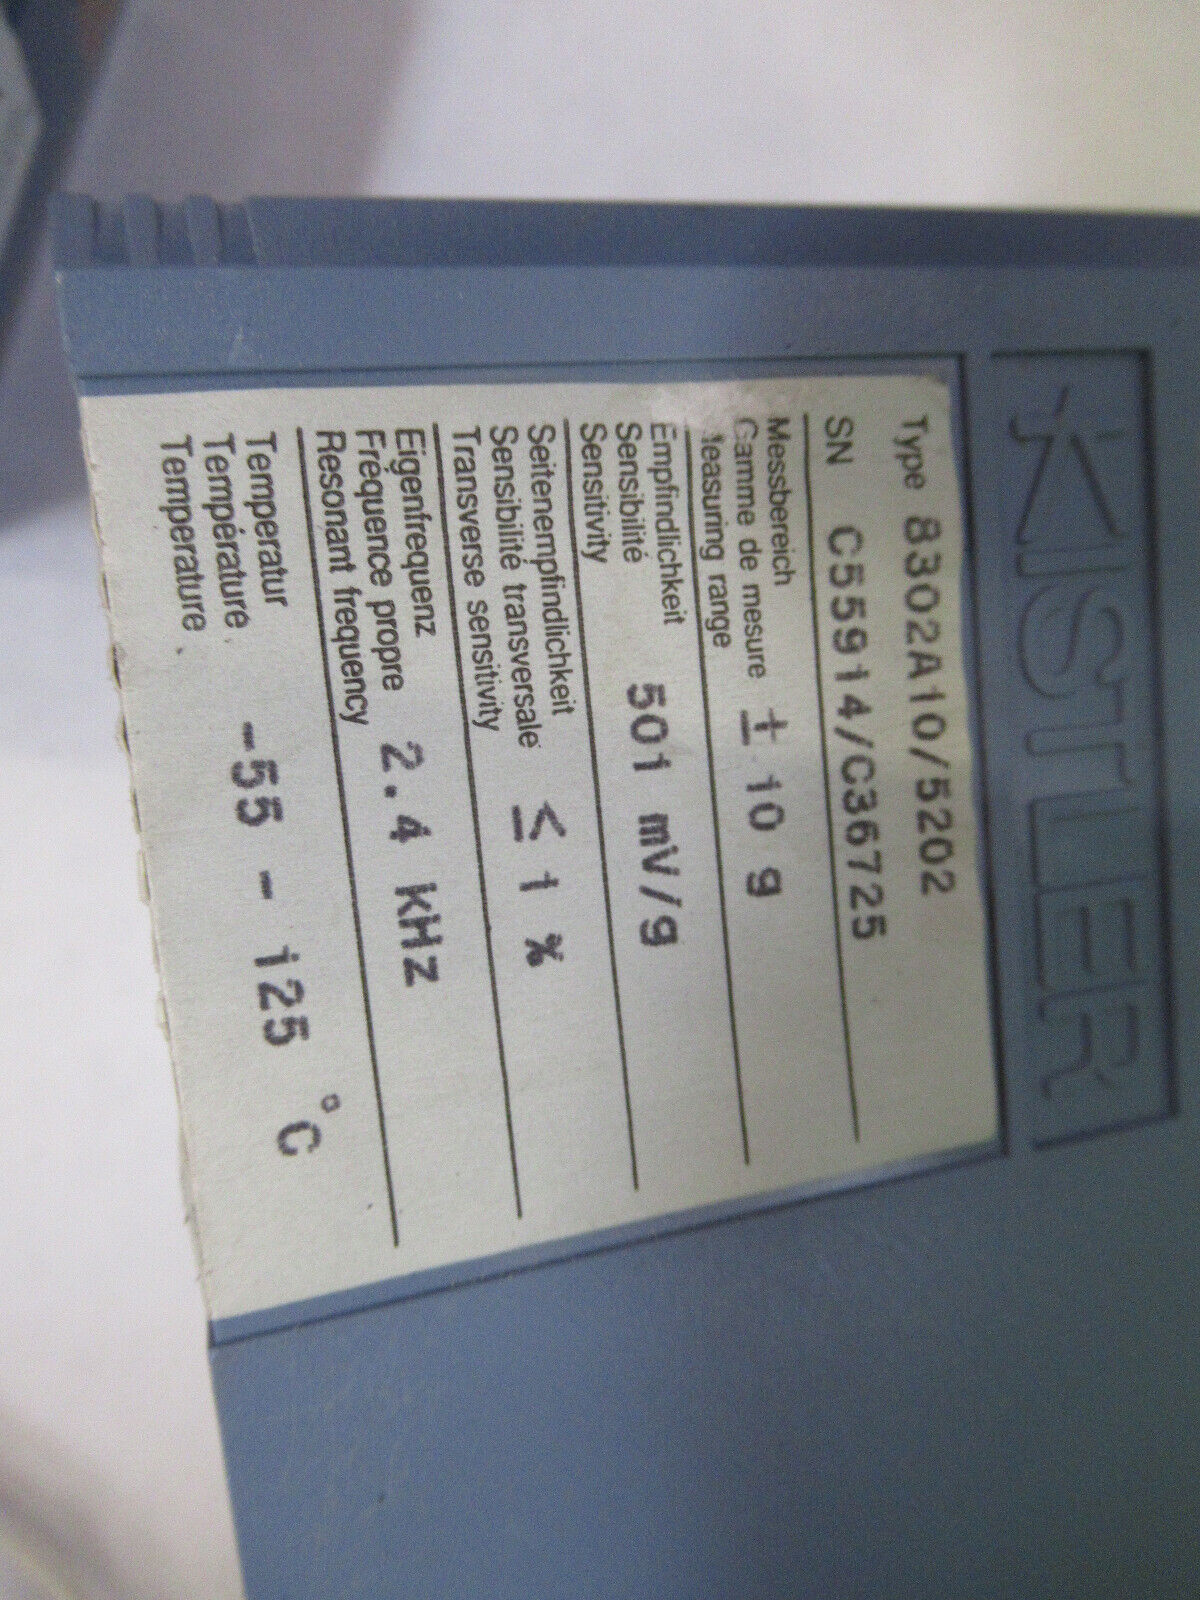 KISTLER
Type 8302A10/5202
SN C55914/C36725
Messbereich
Gamme de mesure ± 10 g
Measuring range
Empfindlichkeit
Sensibilité 501 mV/g
Sensitivity
Seitenempfindlichkeit
Sensibilité transversale ≤ 1 %
Transverse sensitivity
Eigenfrequenz
Fréquence propre 2.4 kHz
Resonant frequency
Temperatur
Température -55 - 125 °C
Temperature